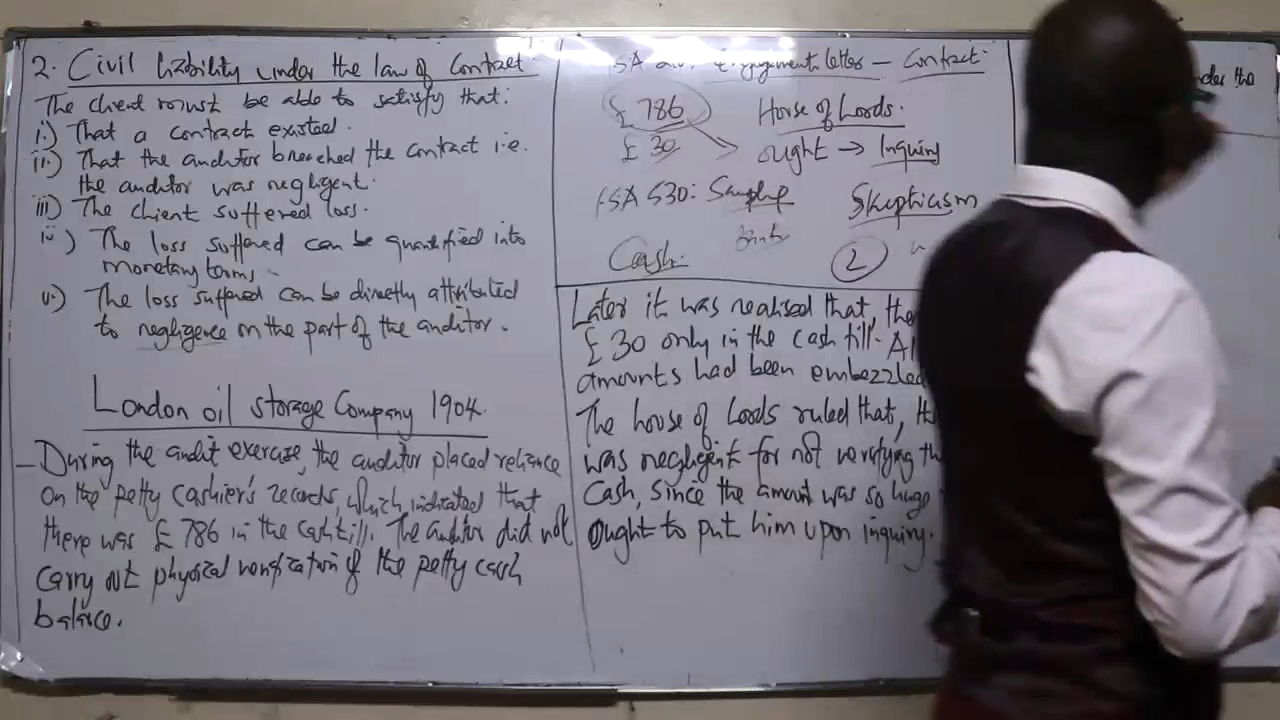 2. Civil liability under the law of Contract.
The client must be able to satisfy that:
i.) That a contract existed.
ii.) That the auditor breached the contract i.e.
the auditor was negligent.
iii) The client suffered loss.
iv) The loss suffered can be quantified into
monetary terms.
v.) The loss suffered can be directly attributed
to negligence on the part of the auditor.
London oil storage Company 1904.
- During the audit exercise, the auditor placed reliance
on the petty cashier's records, which indicated that
there was £ 786 in the cash till. The auditor did not
carry out physical verification of the petty cash
balance.
ISA Engagement letter - Contract.
£ 786 House of Lords.
£ 30 ought → Inquiry
ISA 530: Sampling Skepticism
Cash. 2
Later it was realised that, the
£ 30 only in the cash till.
amounts had been embezzled
The house of Lords ruled that,
was negligent for not verifying
Cash, since the amount was so huge
ought to put him upon inquiry.
the